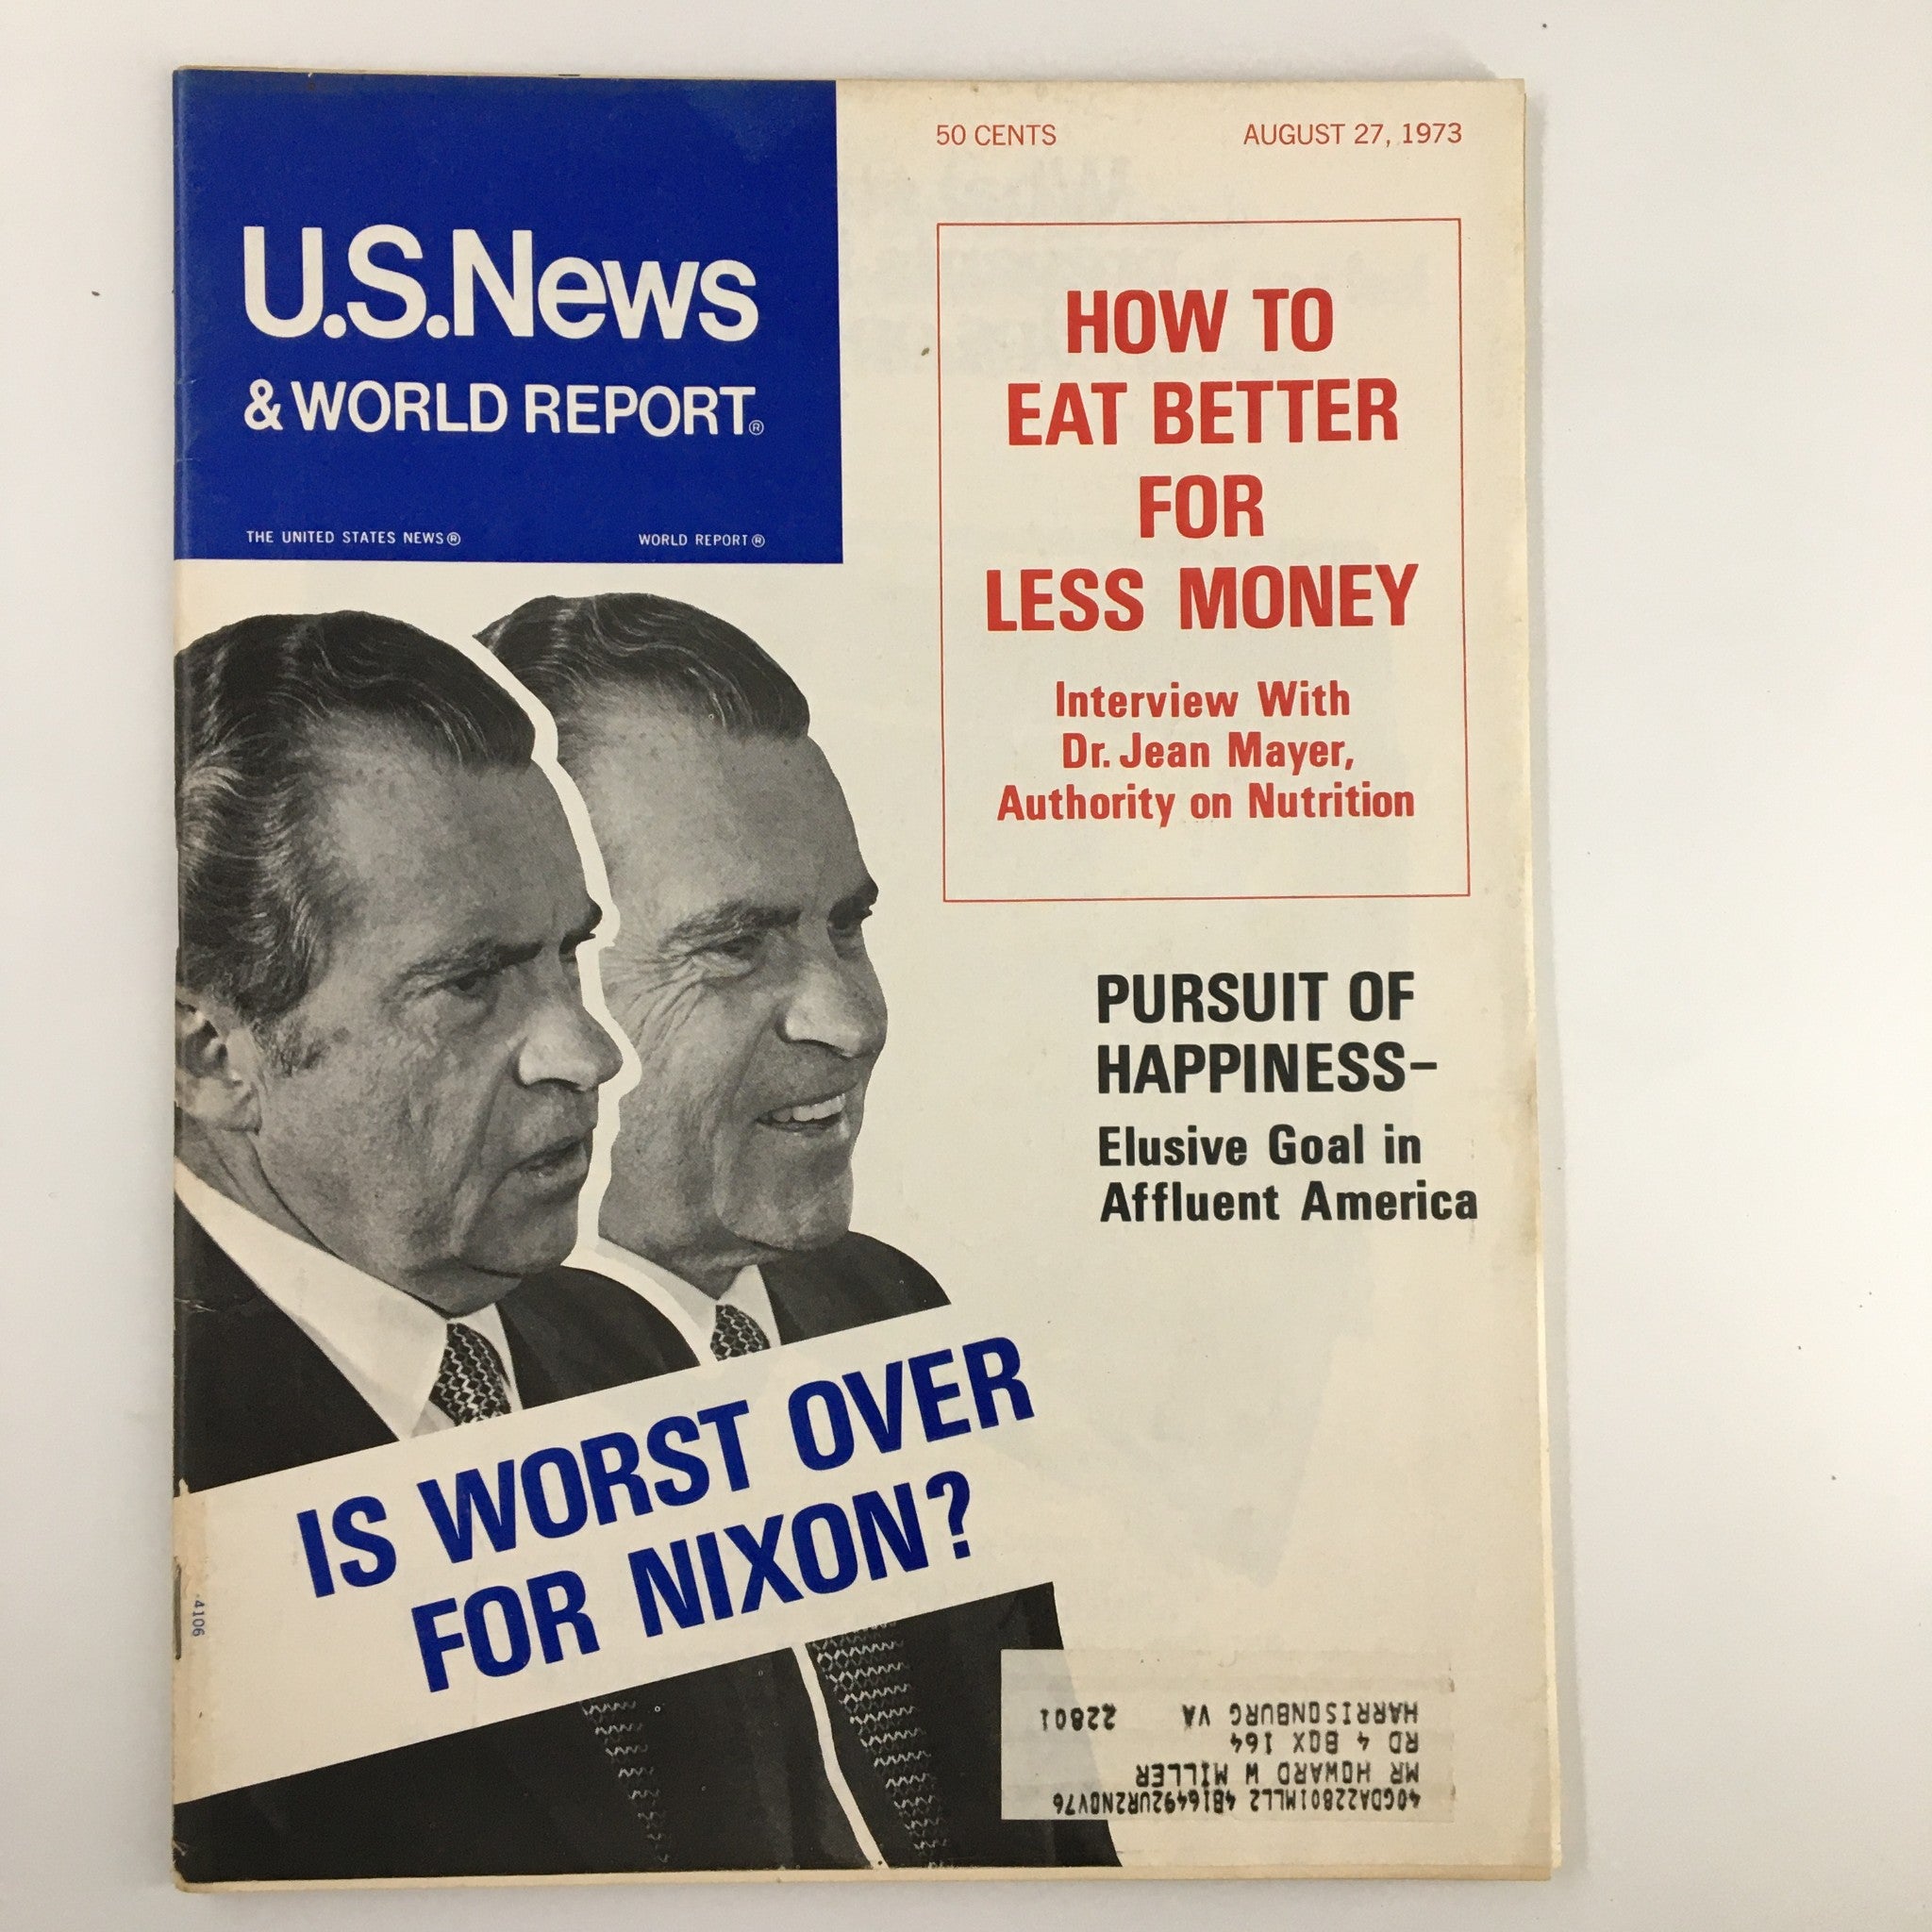 50 CENTS
AUGUST 27, 1973
U.S.News
& WORLD REPORT®
THE UNITED STATES NEWS®
WORLD REPORT®
HOW TO
EAT BETTER
FOR
LESS MONEY
Interview With
Dr. Jean Mayer,
Authority on Nutrition
PURSUIT OF
HAPPINESS–
Elusive Goal in
Affluent America
IS WORST OVER
FOR NIXON?
4106
40GDA22801MLL2 4B16492UR2NOV76
MR HOWARD W MILLER
RD 4 BOX 164
HARRISONBURG VA 22801